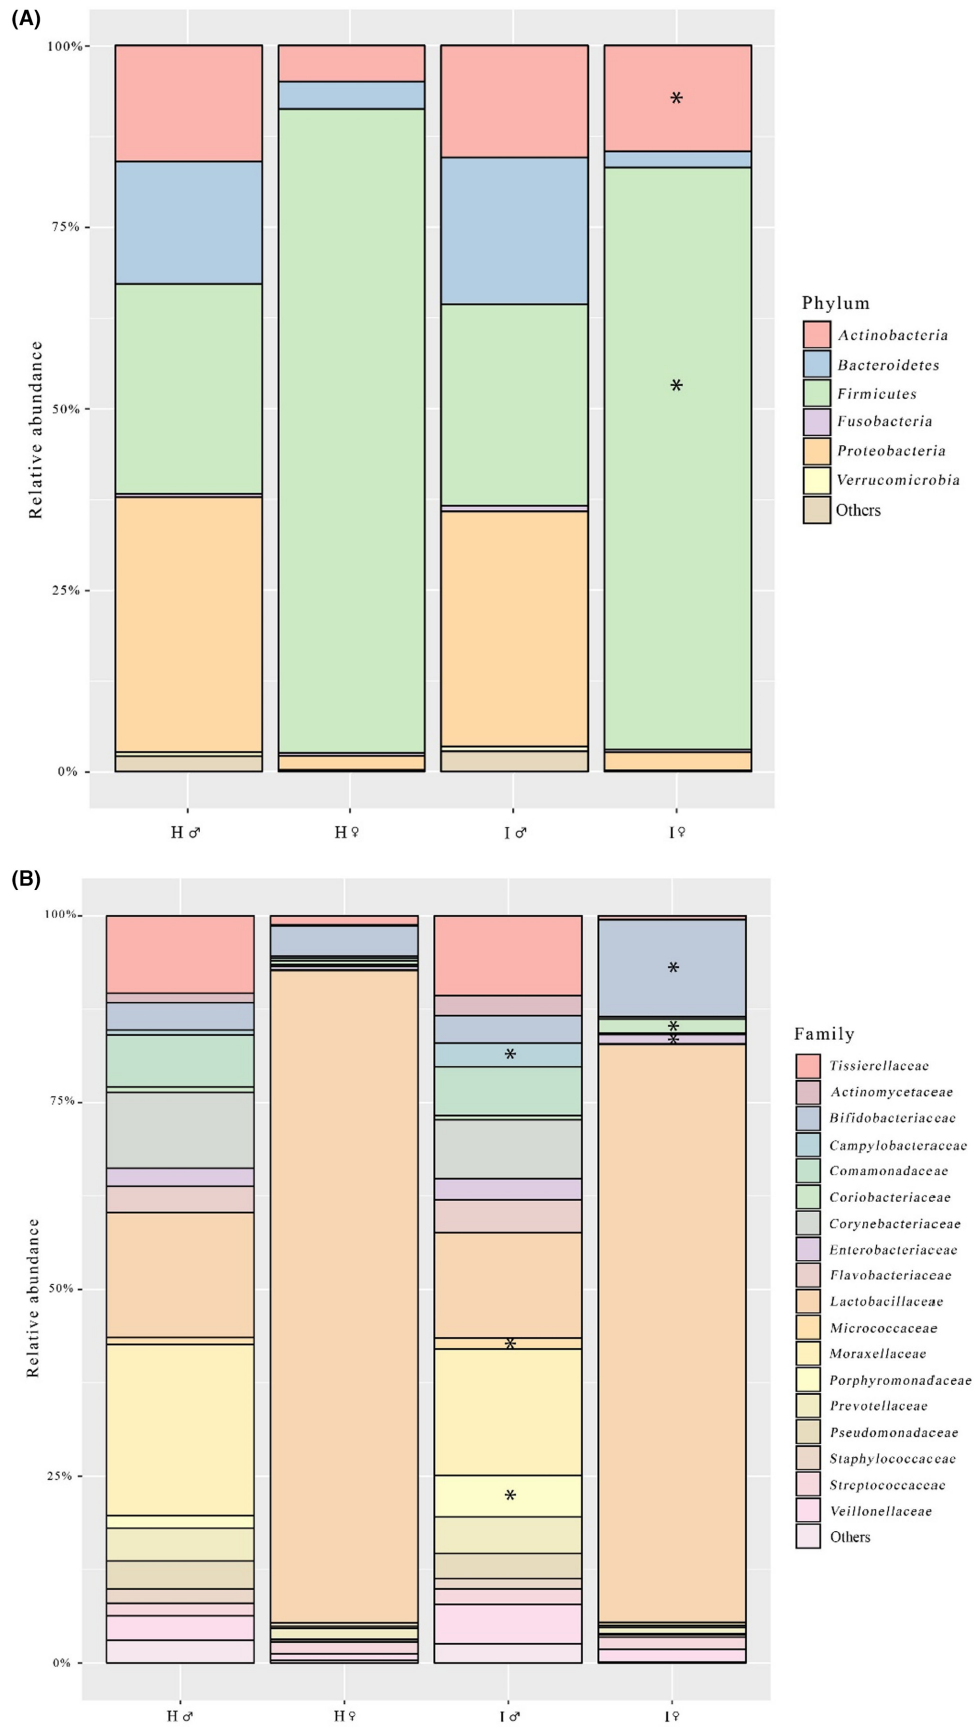 (A)
100%
75%
50%
25%
0%
Relative abundance
H ♂
H ♀
I ♂
I ♀
*
*
Phylum
Actinobacteria
Bacteroidetes
Firmicutes
Fusobacteria
Proteobacteria
Verrucomicrobia
Others
(B)
100%
75%
50%
25%
0%
Relative abundance
H ♂
H ♀
I ♂
I ♀
*
*
*
*
*
*
Family
Tissierellaceae
Actinomycetaceae
Bifidobacteriaceae
Campylobacteraceae
Comamonadaceae
Coriobacteriaceae
Corynebacteriaceae
Enterobacteriaceae
Flavobacteriaceae
Lactobacillaceae
Micrococcaceae
Moraxellaceae
Porphyromonadaceae
Prevotellaceae
Pseudomonadaceae
Staphylococcaceae
Streptococcaceae
Veillonellaceae
Others